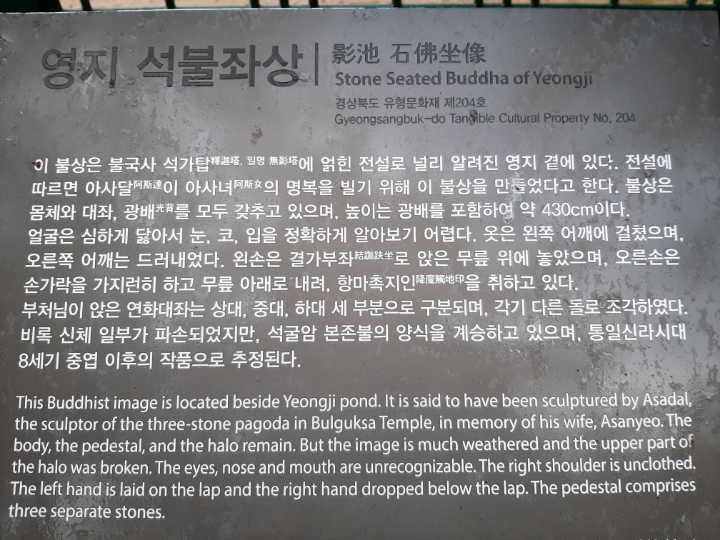 영지 석불좌상
影池 石佛坐像
Stone Seated Buddha of Yeongji
경상북도 유형문화재 제204호
Gyeongsangbuk-do Tangible Cultural Property No. 204
이 불상은 불국사 석가탑釋迦塔, 일명 無影塔에 얽힌 전설로 널리 알려진 영지 곁에 있다. 전설에
따르면 아사달阿斯達이 아사녀阿斯女의 명복을 빌기 위해 이 불상을 만들었다고 한다. 불상은
몸체와 대좌, 광배光背를 모두 갖추고 있으며, 높이는 광배를 포함하여 약 430cm이다.
얼굴은 심하게 닳아서 눈, 코, 입을 정확하게 알아보기 어렵다. 옷은 왼쪽 어깨에 걸쳤으며,
오른쪽 어깨는 드러내었다. 왼손은 결가부좌結跏趺坐로 앉은 무릎 위에 놓았으며, 오른손은
손가락을 가지런히 하고 무릎 아래로 내려, 항마촉지인降魔觸地印을 취하고 있다.
부처님이 앉은 연화대좌는 상대, 중대, 하대 세 부분으로 구분되며, 각기 다른 돌로 조각하였다.
비록 신체 일부가 파손되었지만, 석굴암 본존불의 양식을 계승하고 있으며, 통일신라시대
8세기 중엽 이후의 작품으로 추정된다.
This Buddhist image is located beside Yeongji pond. It is said to have been sculptured by Asadal,
the sculptor of the three-stone pagoda in Bulguksa Temple, in memory of his wife, Asanyeo. The
body, the pedestal, and the halo remain. But the image is much weathered and the upper part of
the halo was broken. The eyes, nose and mouth are unrecognizable. The right shoulder is unclothed.
The left hand is laid on the lap and the right hand dropped below the lap. The pedestal comprises
three separate stones.